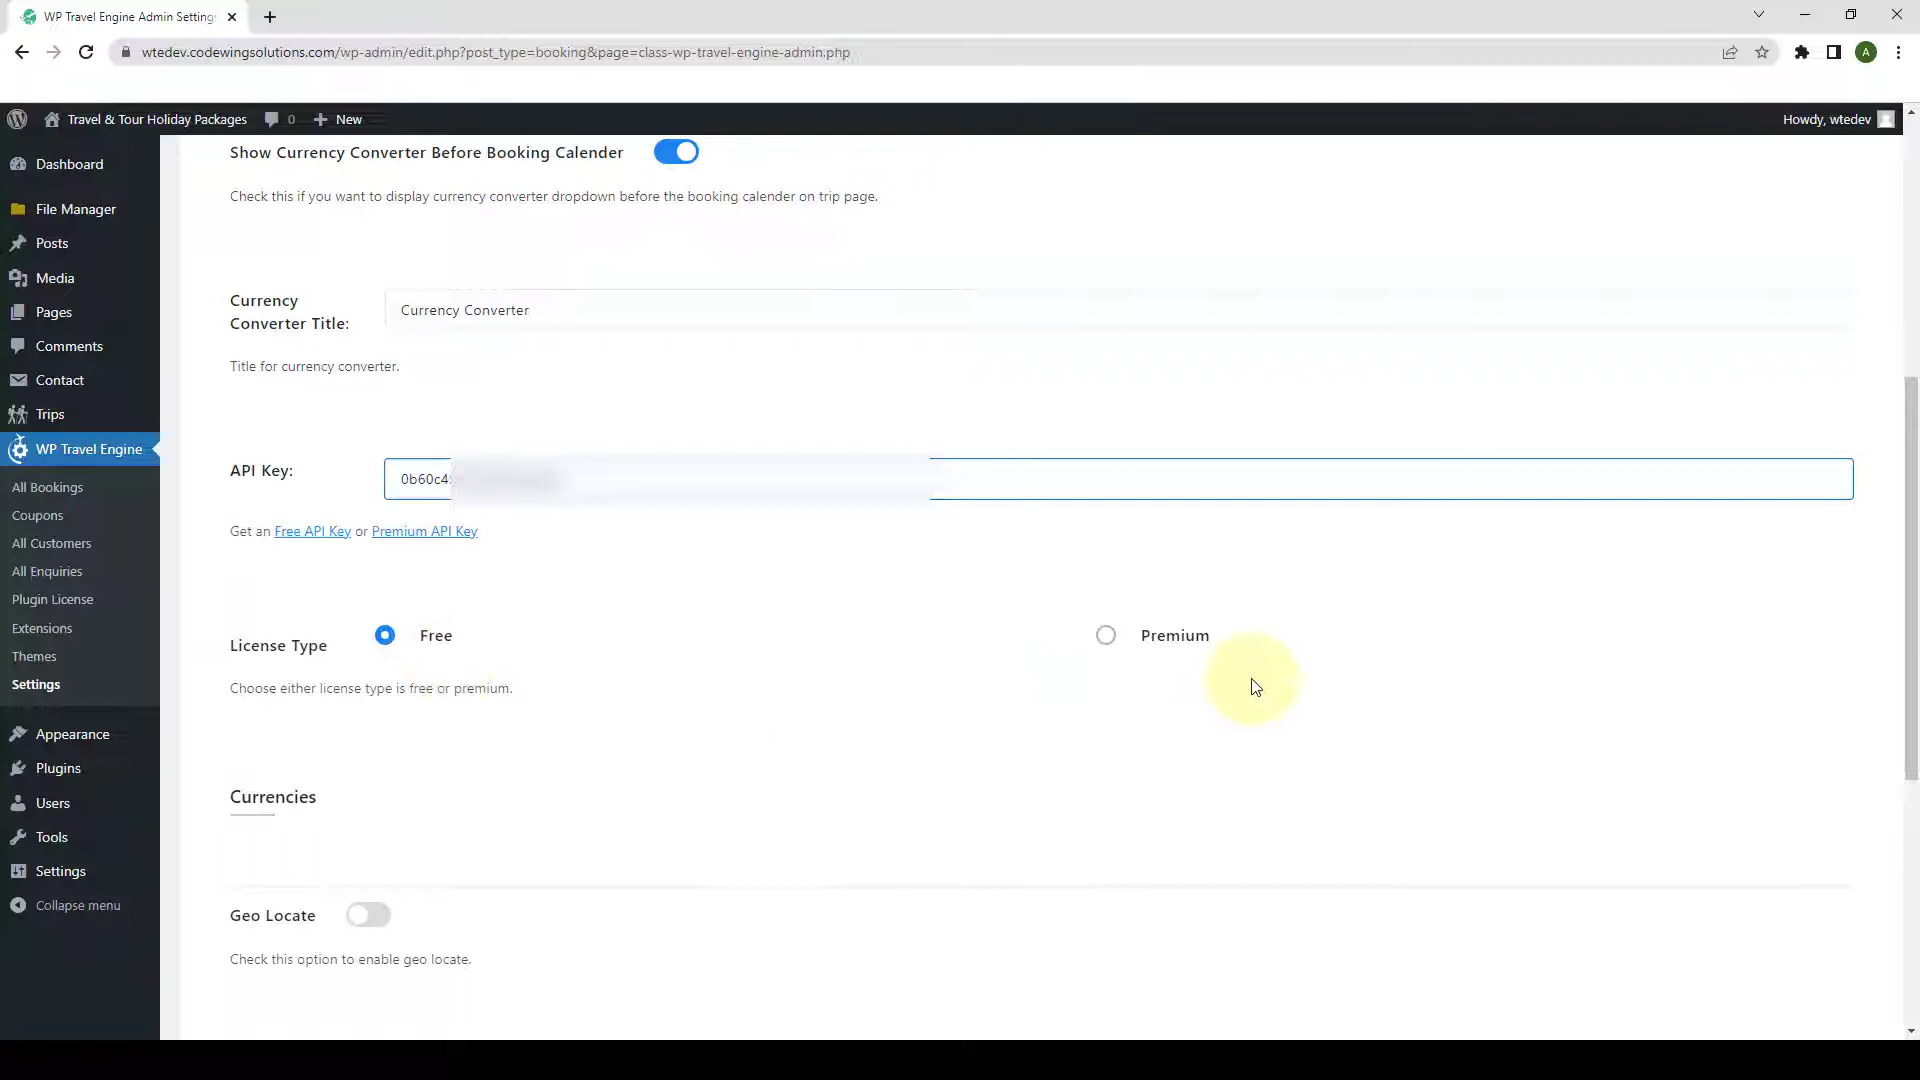 WP Travel Engine Admin Settings
wtedev.codewingsolutions.com/wp-admin/edit.php?post_type=booking&page=class-wp-travel-engine-admin.php
A
Travel & Tour Holiday Packages
0
New
Howdy, wtedev
Dashboard
File Manager
Posts
Media
Pages
Comments
Contact
Trips
WP Travel Engine
All Bookings
Coupons
All Customers
All Enquiries
Plugin License
Extensions
Themes
Settings
Appearance
Plugins
Users
Tools
Settings
Collapse menu
Show Currency Converter Before Booking Calender
Check this if you want to display currency converter dropdown before the booking calender on trip page.
Currency
Converter Title:
Currency Converter
Title for currency converter.
API Key:
0b60c4
Get an Free API Key or Premium API Key
License Type
Free
Premium
Choose either license type is free or premium.
Currencies
Geo Locate
Check this option to enable geo locate.